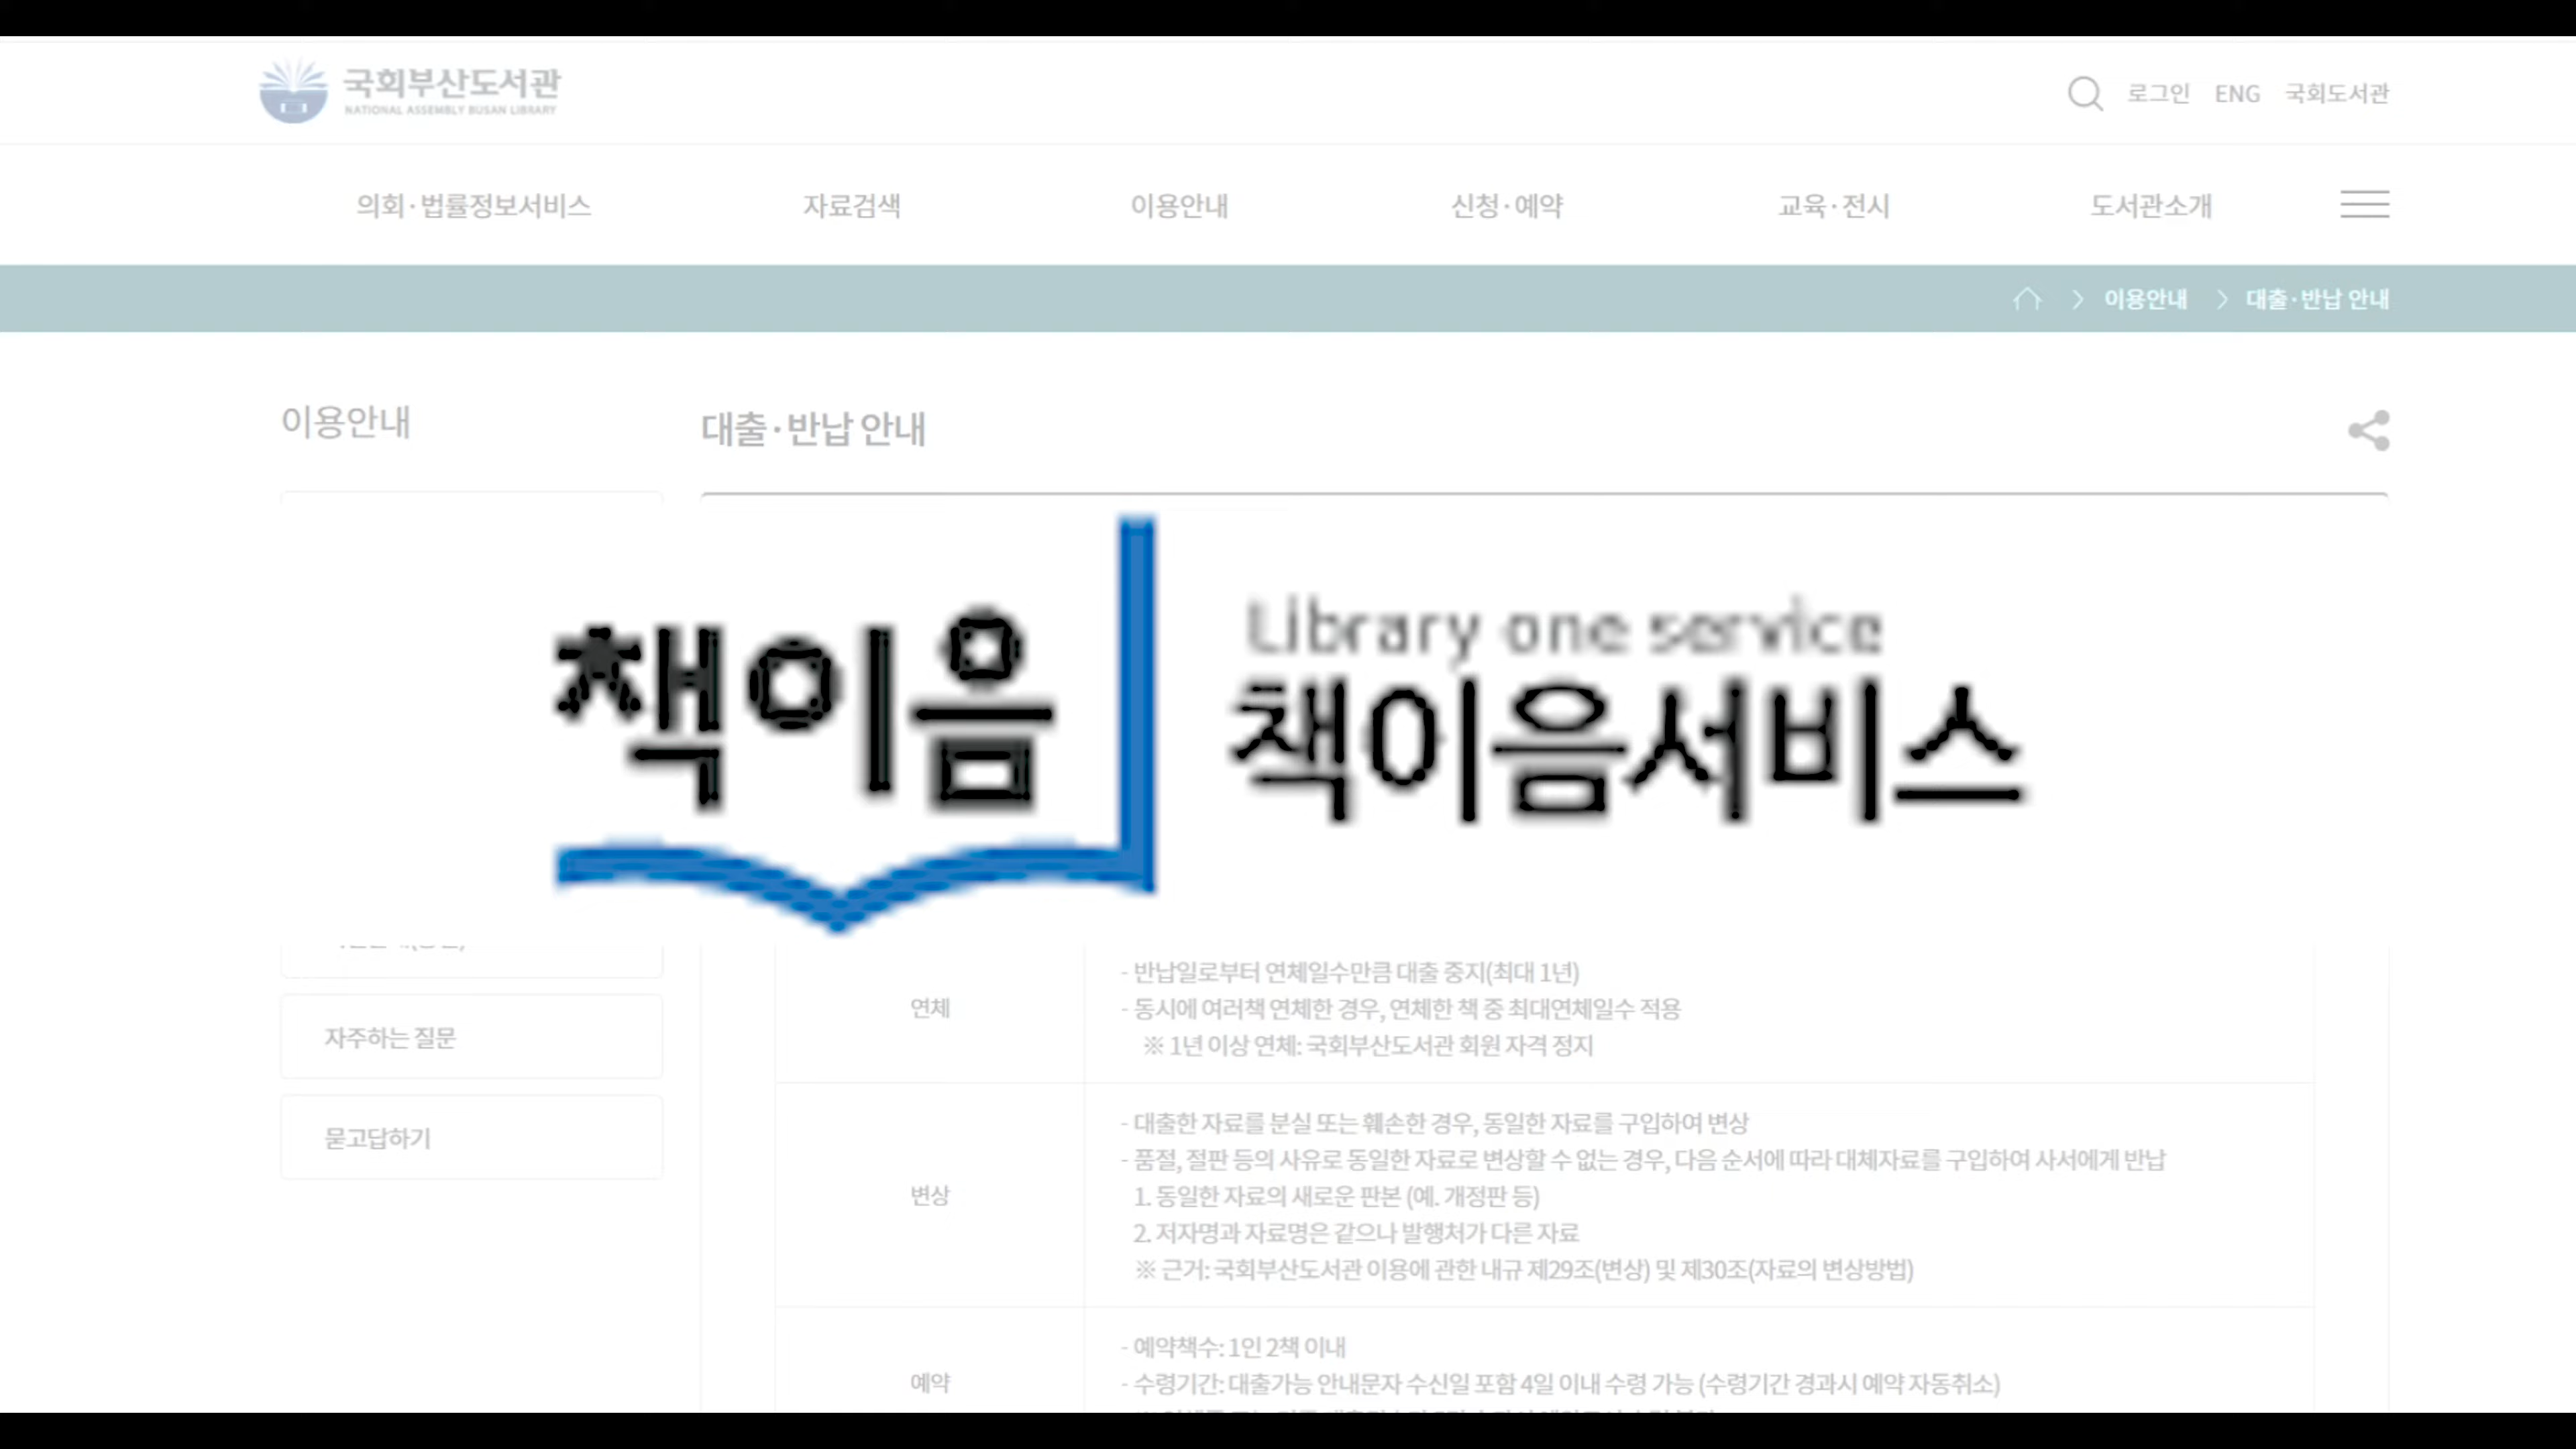 국회부산도서관
NATIONAL ASSEMBLY BUSAN LIBRARY
로그인 ENG 국회도서관
의회·법률정보서비스 자료검색 이용안내 신청·예약 교육·전시 도서관소개
이용안내 대출·반납 안내
이용안내
대출·반납 안내
책이음
Library one service
책이음서비스
연체
- 반납일로부터 연체일수만큼 대출 중지(최대 1년)
- 동시에 여러책 연체한 경우, 연체한 책 중 최대연체일수 적용
※ 1년 이상 연체: 국회부산도서관 회원 자격 정지
자주하는 질문
묻고답하기
변상
- 대출한 자료를 분실 또는 훼손한 경우, 동일한 자료를 구입하여 변상
- 품절, 절판 등의 사유로 동일한 자료로 변상할 수 없는 경우, 다음 순서에 따라 대체자료를 구입하여 사서에게 반납
1. 동일한 자료의 새로운 판본 (예. 개정판 등)
2. 저자명과 자료명은 같으나 발행처가 다른 자료
※ 근거: 국회부산도서관 이용에 관한 내규 제29조(변상) 및 제30조(자료의 변상방법)
예약
- 예약책수: 1인 2책 이내
- 수령기간: 대출가능 안내문자 수신일 포함 4일 이내 수령 가능 (수령기간 경과시 예약 자동취소)